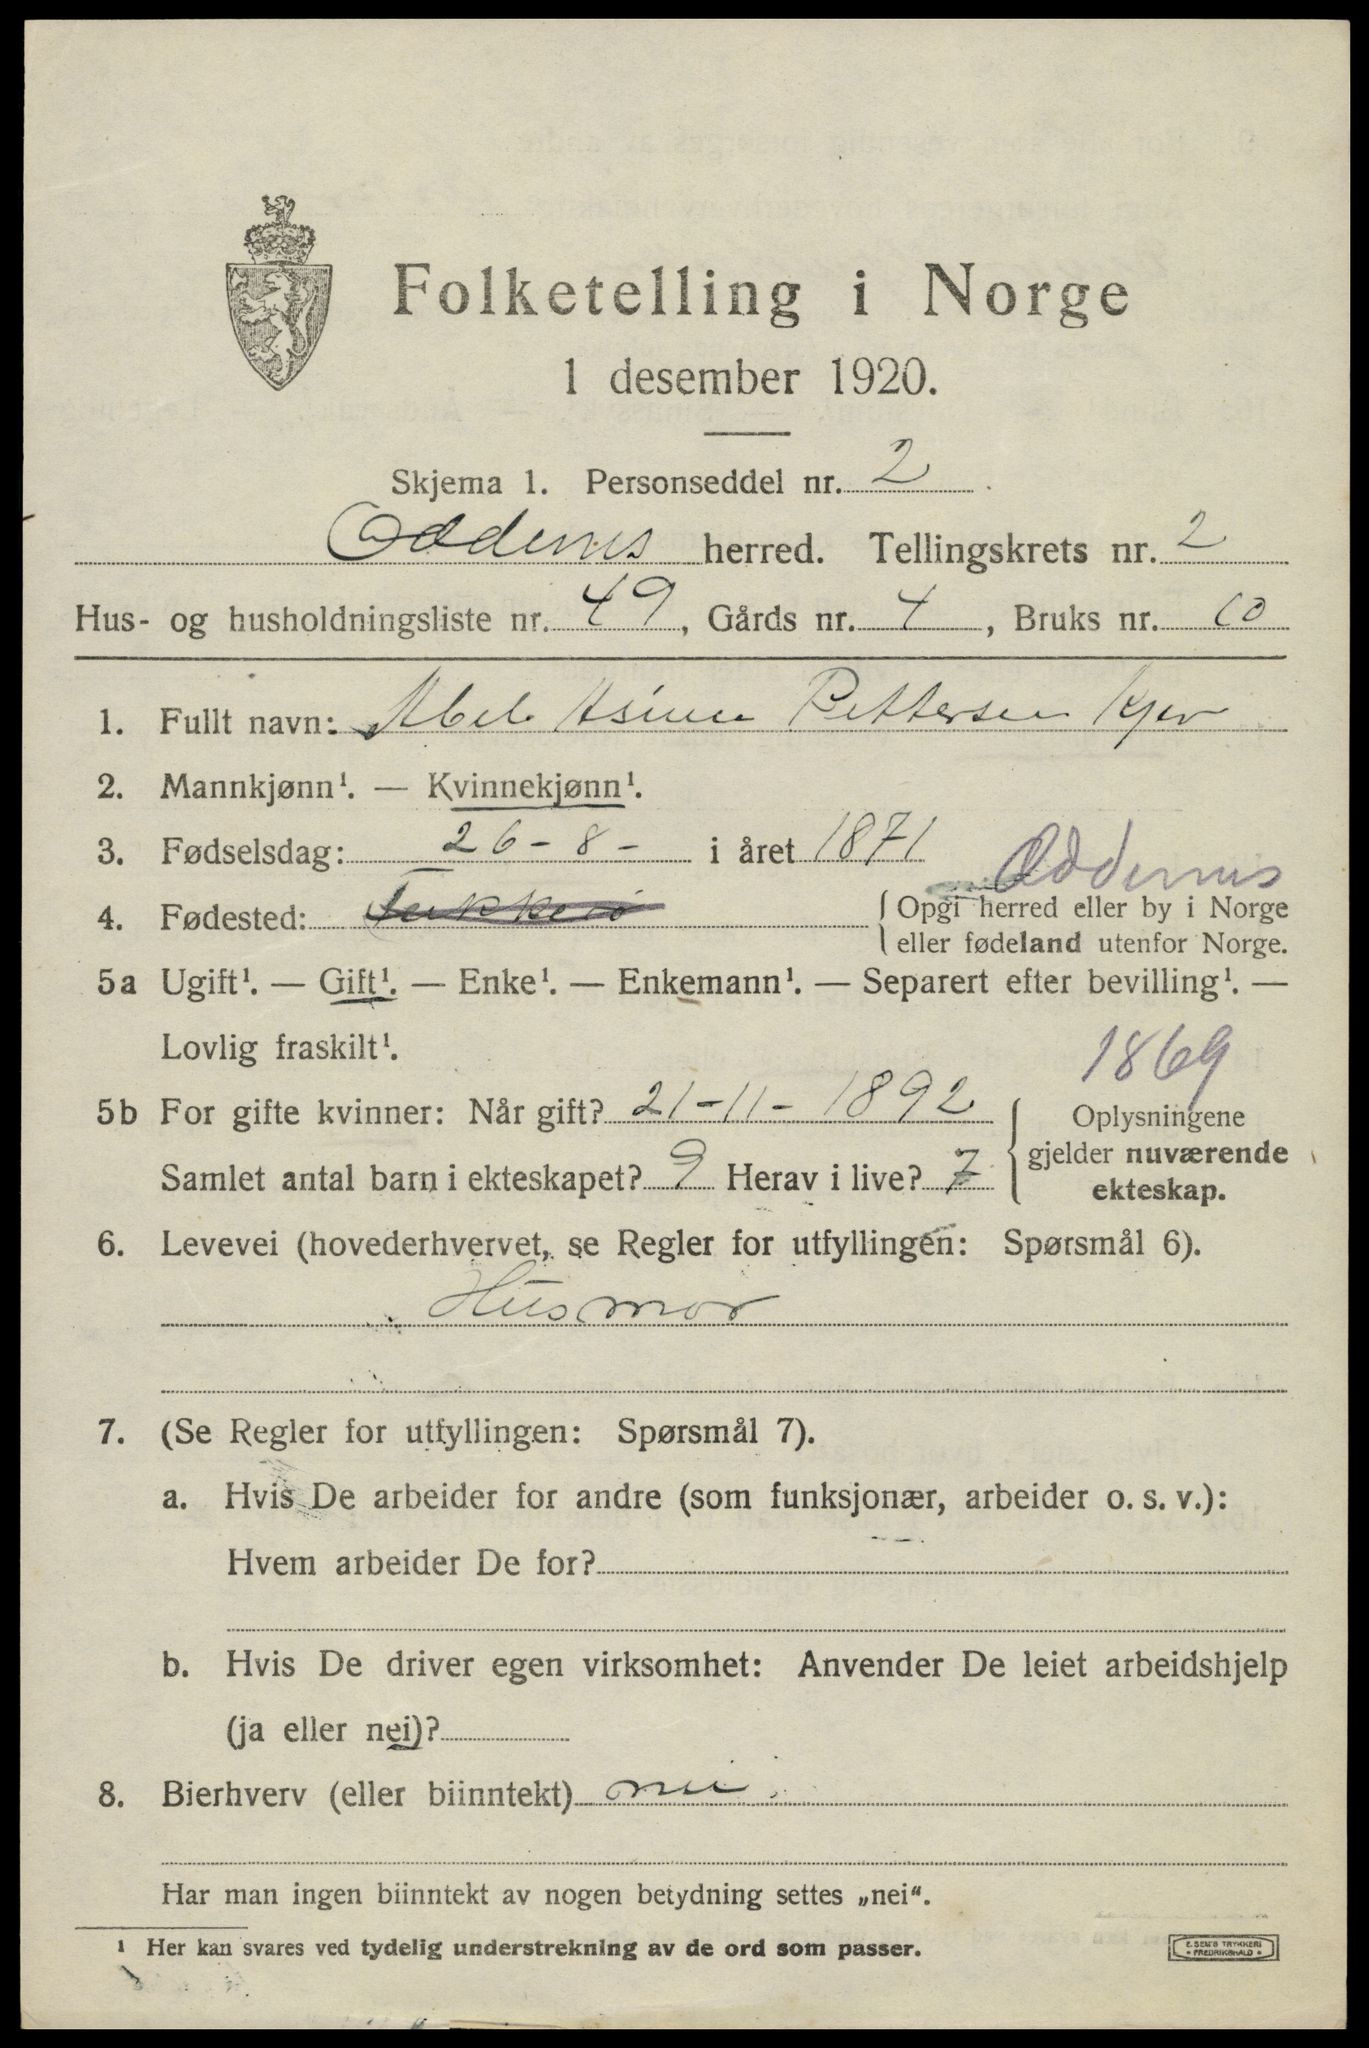 Folketelling i Norge
1 desember 1920.
Skjema 1. Personseddel nr. 2
Oddernes herred. Tellingskrets nr. 2
Hus- og husholdningsliste nr. 49, Gårds nr. 4, Bruks nr. 10
1. Fullt navn: Abel Pettersen Kjær
2. Mannkjønn¹. — Kvinnekjønn¹.
3. Fødselsdag: 26-8- i året 1871
Oddernes
4. Fødested: { Opgi herred eller by i Norge
eller fødeland utenfor Norge.
5a Ugift¹. — Gift¹. — Enke¹. — Enkemann¹. — Separert efter bevilling¹. —
Lovlig fraskilt¹.
1869
5b For gifte kvinner: Når gift? 21-11-1892 { Oplysningene
gjelder nuværende
ekteskap.
Samlet antal barn i ekteskapet? 9 Herav i live? 7
6. Levevei (hovederhvervet, se Regler for utfyllingen: Spørsmål 6).
Husmor
7. (Se Regler for utfyllingen: Spørsmål 7).
a. Hvis De arbeider for andre (som funksjonær, arbeider o. s. v.):
Hvem arbeider De for?
b. Hvis De driver egen virksomhet: Anvender De leiet arbeidshjelp
(ja eller nei)?
8. Bierhverv (eller biinntekt) nei.
Har man ingen biinntekt av nogen betydning settes „nei“.
¹ Her kan svares ved tydelig understrekning av de ord som passer.
E. SEM'S TRYKKERI
• FREDRIKSHALD •